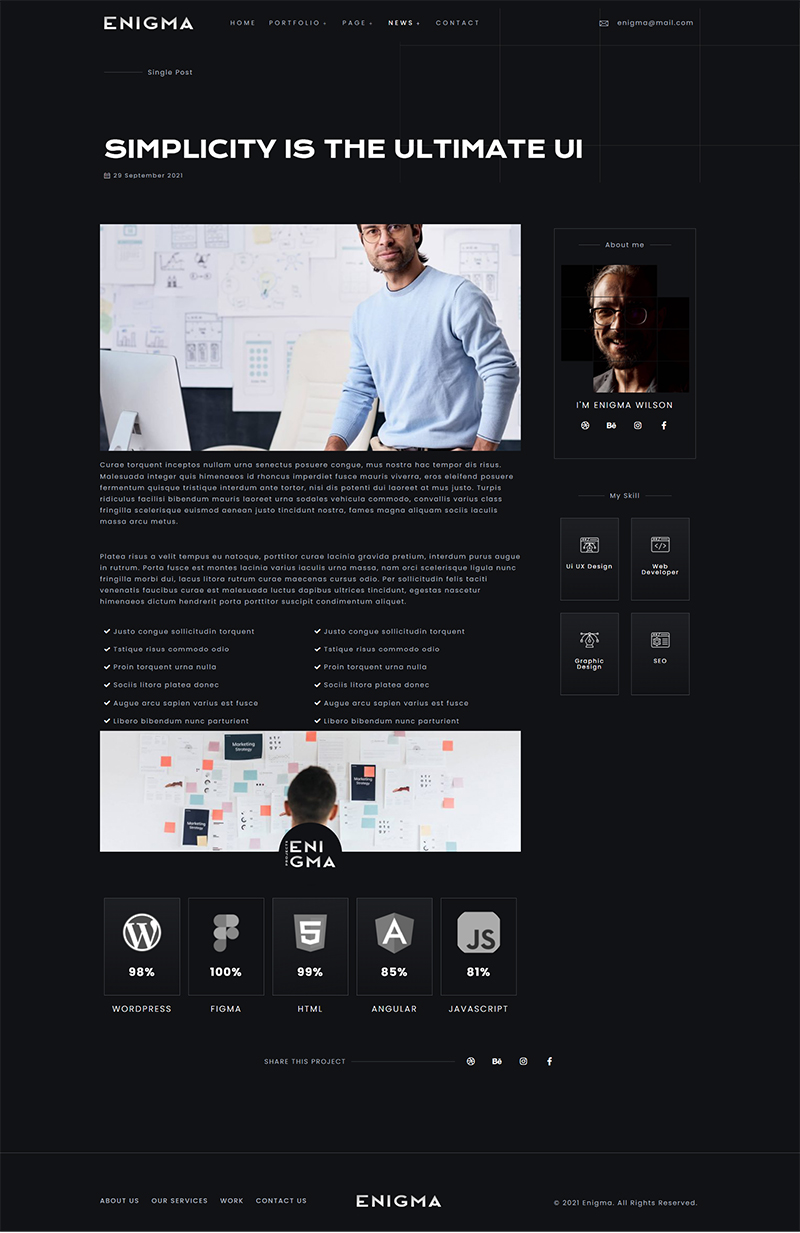 ENIGMA
HOME PORTFOLIO + PAGE + NEWS + CONTACT
enigma@mail.com
Single Post
SIMPLICITY IS THE ULTIMATE UI
29 September 2021
Curae torquent inceptos nullam urna senectus posuere congue, mus nostra hac tempor dis risus.
Malesuada integer quis himenaeos id rhoncus imperdiet fusce mauris viverra, eros eleifend posuere
fermentum quisque tristique interdum ante tortor, nisi dis potenti dui laoreet at mus justo. Turpis
ridiculus facilisi bibendum mauris laoreet urna sodales vehicula commodo, convallis varius class
fringilla scelerisque euismod aenean justo tincidunt nostra, fames magna aliquam sociis iaculis
massa arcu metus.
Platea risus a velit tempus eu natoque, porttitor curae lacinia gravida pretium, interdum purus augue
in rutrum. Porta fusce est montes lacinia varius iaculis urna massa, nam orci scelerisque ligula nunc
fringilla morbi dui, lacus litora rutrum curae maecenas cursus odio. Per sollicitudin felis taciti
venenatis faucibus curae est malesuada luctus dapibus ultrices tincidunt, egestas nascetur
himenaeos dictum hendrerit porta porttitor suscipit condimentum aliquet.
Justo congue sollicitudin torquent
Tstique risus commodo odio
Proin torquent urna nulla
Sociis litora platea donec
Augue arcu sapien varius est fusce
Libero bibendum nunc parturient
Justo congue sollicitudin torquent
Tstique risus commodo odio
Proin torquent urna nulla
Sociis litora platea donec
Augue arcu sapien varius est fusce
Libero bibendum nunc parturient
Marketing
Strategy
Marketing
Strategy
Marketing
Strategy
PROJECTS
ENI
GMA
5
A
JS
98%
100%
99%
85%
81%
WORDPRESS
FIGMA
HTML
ANGULAR
JAVASCRIPT
SHARE THIS PROJECT
Bē
About me
I'M ENIGMA WILSON
Bē
My Skill
Ui UX Design
Web
Developer
Graphic
Design
SEO
ABOUT US OUR SERVICES WORK CONTACT US
ENIGMA
© 2021 Enigma. All Rights Reserved.